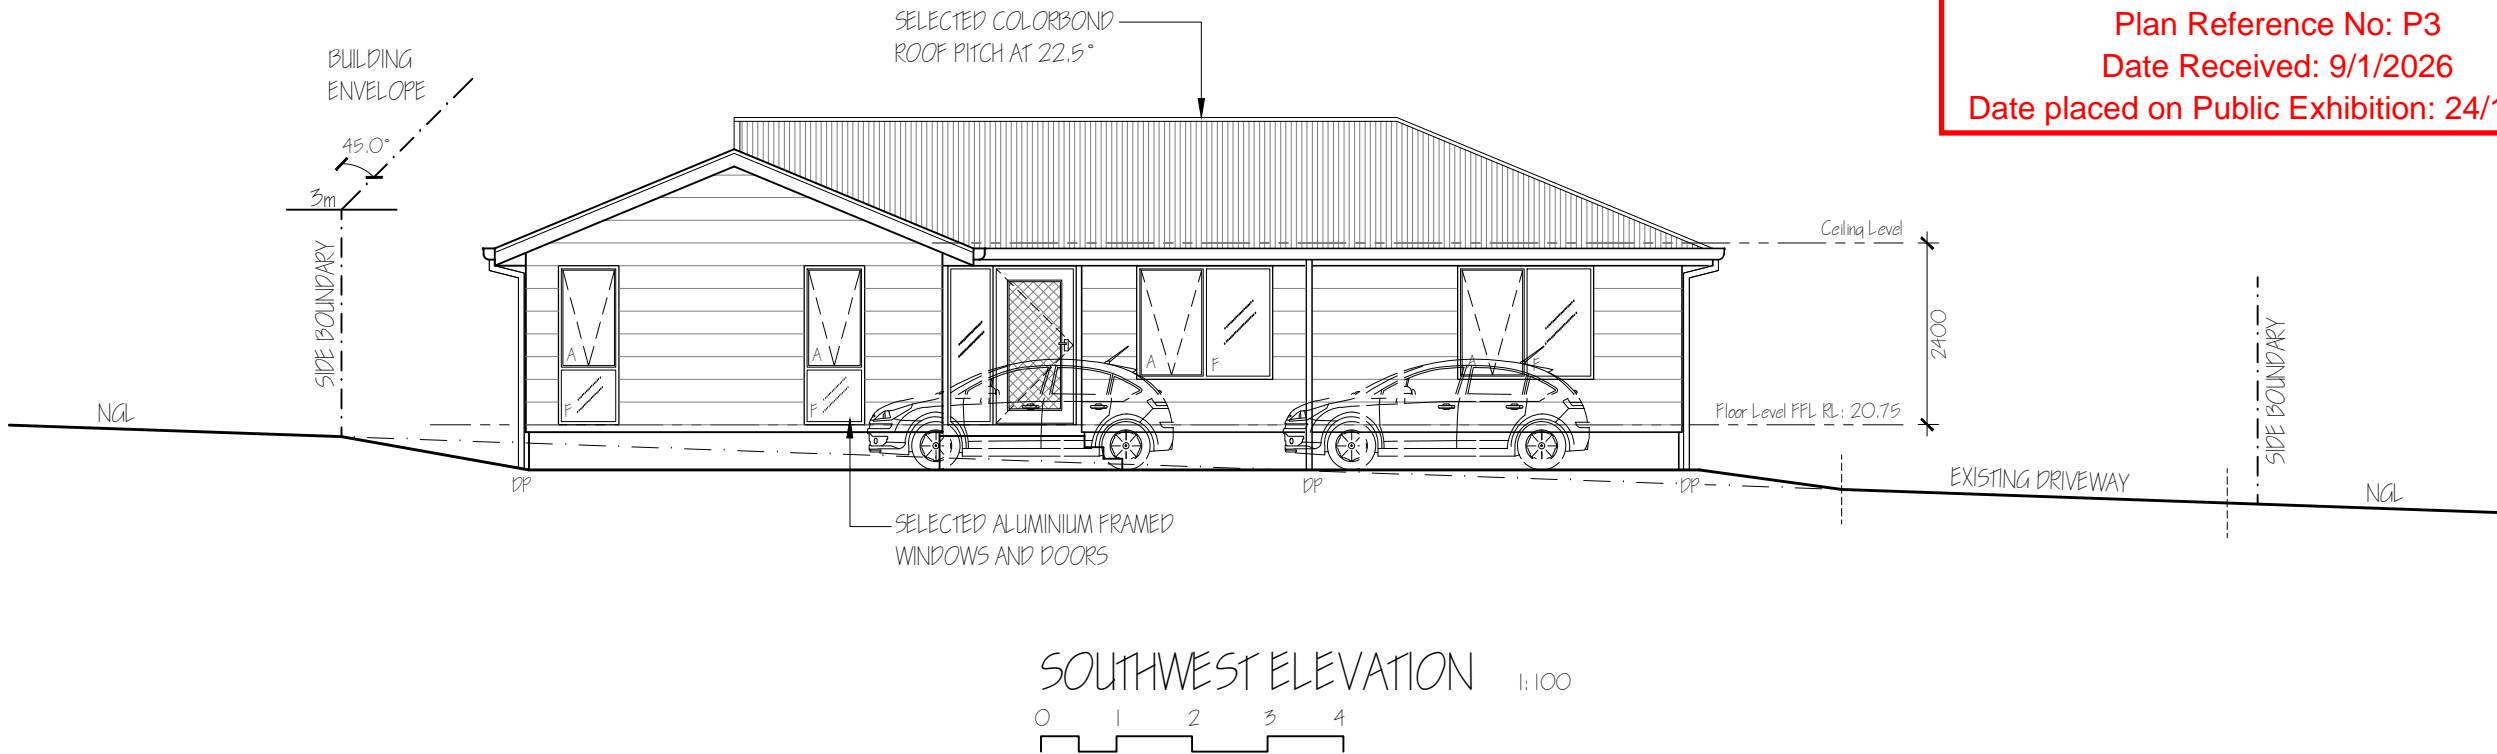 Plan Reference No: P3
Date Received: 9/1/2026
Date placed on Public Exhibition: 24/
SELECTED COLORBOND
ROOF PITCH AT 22.5°
BUILDING
ENVELOPE
45.0°
3m
SIDE BOUNDARY
NGL
Ceiling Level
2400
Floor Level FFL RL: 20.75
SIDE BOUNDARY
A
A
A
A
F
F
F
F
DP
DP
DP
EXISTING DRIVEWAY
NGL
SELECTED ALUMINIUM FRAMED
WINDOWS AND DOORS
SOUTHWEST ELEVATION 1:100
0 1 2 3 4